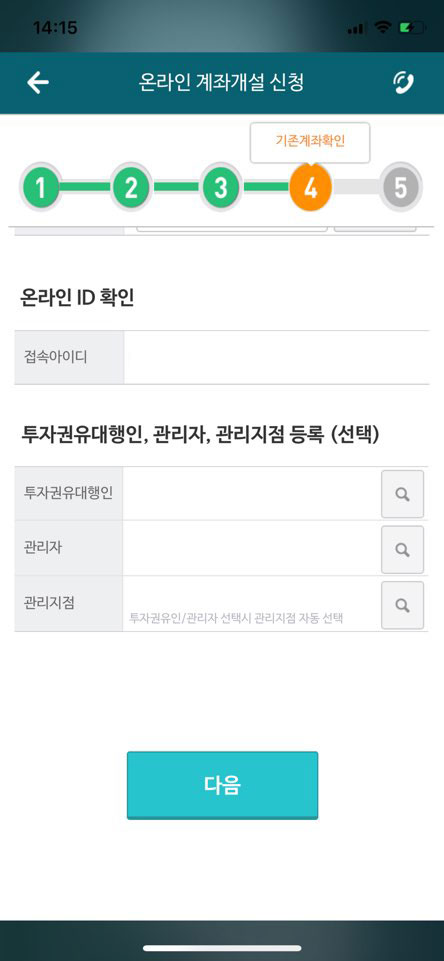 14:15
온라인 계좌개설 신청
기존계좌확인
1 2 3 4 5
온라인 ID 확인
접속아이디
투자권유대행인, 관리자, 관리지점 등록 (선택)
투자권유대행인
관리자
관리지점
투자권유인/관리자 선택시 관리지점 자동 선택
다음